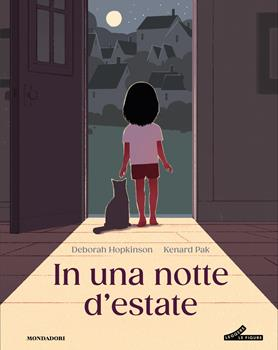 Deborah Hopkinson Kenard Pak
In una notte
d'estate
MONDADORI
LEGGERE
LE FIGURE